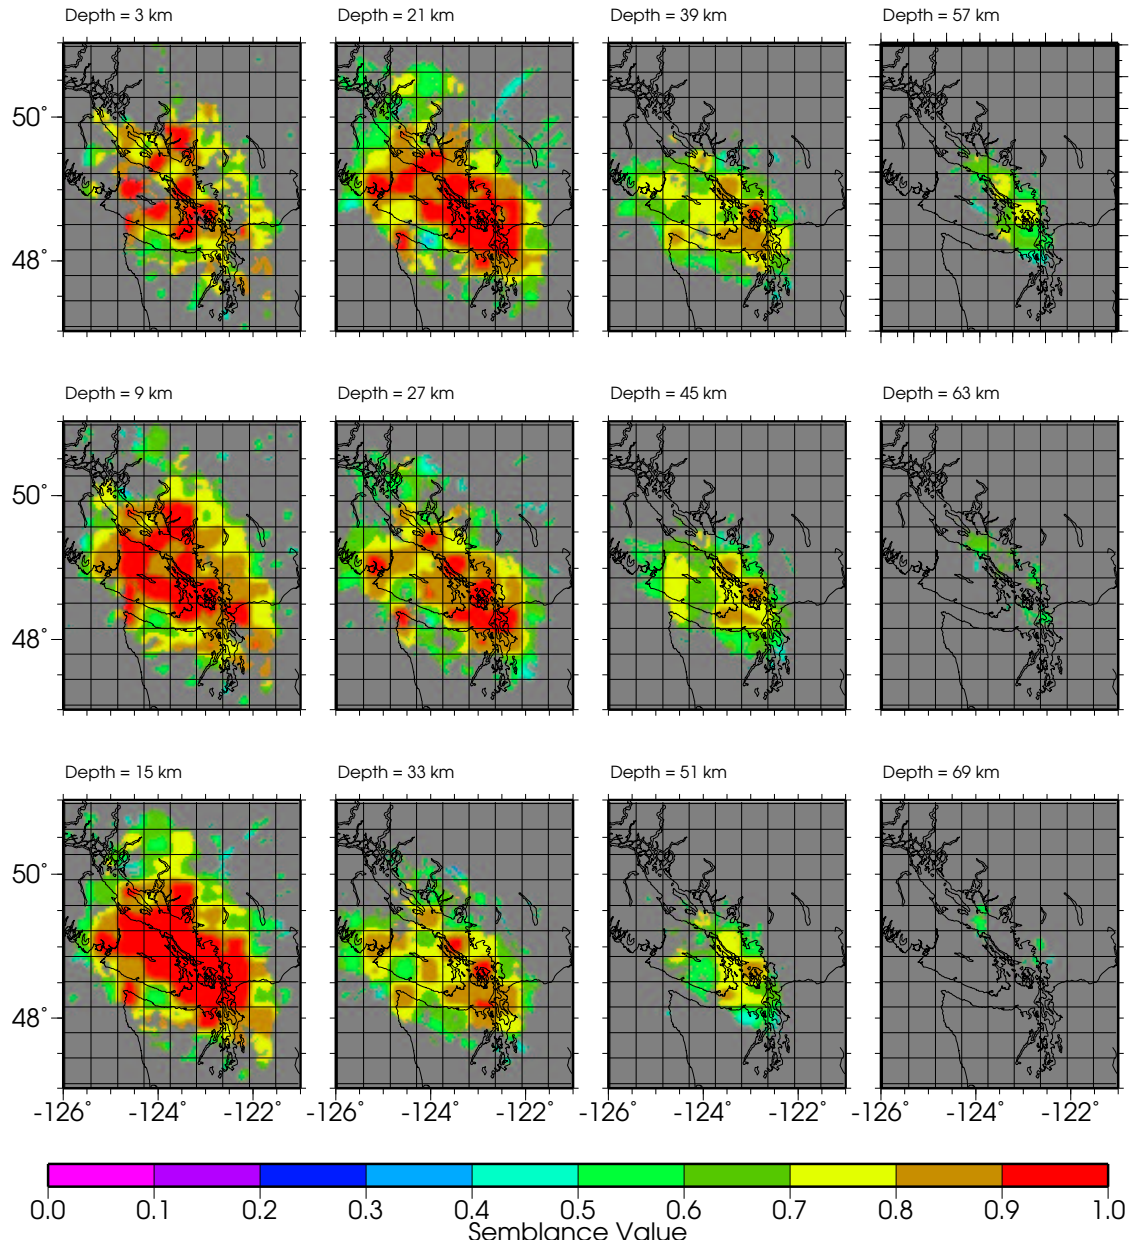 Depth = 3 km
Depth = 21 km
Depth = 39 km
Depth = 57 km
50°
48°
Depth = 9 km
Depth = 27 km
Depth = 45 km
Depth = 63 km
50°
48°
Depth = 15 km
Depth = 33 km
Depth = 51 km
Depth = 69 km
50°
48°
-126° -124° -122° -126° -124° -122° -126° -124° -122° -126° -124° -122°
0.0 0.1 0.2 0.3 0.4 0.5 0.6 0.7 0.8 0.9 1.0
Semblance Value